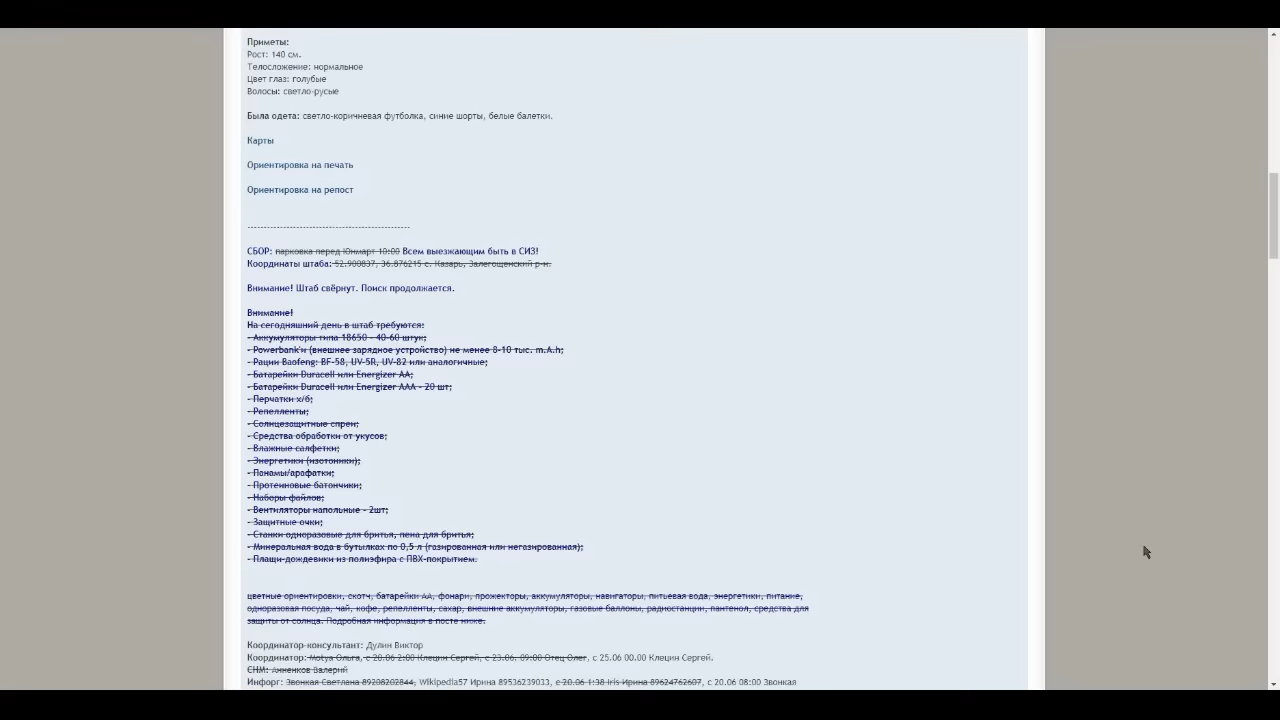 Приметы:
Рост: 140 см.
Телосложение: нормальное
Цвет глаз: голубые
Волосы: светло-русые
Была одета: светло-коричневая футболка, синие шорты, белые балетки.
Карты
Ориентировка на печать
Ориентировка на репост
--------------------------------------------------
СБОР: парковка перед Юнмарт 10:00 Всем выезжающим быть в СИЗ!
Координаты штаба: 52.900837, 36.876215 с. Казарь, Залегощенский р-н.
Внимание! Штаб свёрнут. Поиск продолжается.
Внимание!
На сегодняшний день в штаб требуются:
- Аккумуляторы типа 18650 - 40-60 штук;
- Powerbank'и (внешнее зарядное устройство) не менее 8-10 тыс. m.A.h;
- Рации Baofeng: BF-58, UV-5R, UV-82 или аналогичные;
- Батарейки Duracell или Energizer AA;
- Батарейки Duracell или Energizer AAA - 20 шт;
- Перчатки х/б;
- Репелленты;
- Солнцезащитные спреи;
- Средства обработки от укусов;
- Влажные салфетки;
- Энергетики (изотоники);
- Панамы/арафатки;
- Протеиновые батончики;
- Наборы файлов;
- Вентиляторы напольные - 2шт;
- Защитные очки;
- Станки одноразовые для бритья, пена для бритья;
- Минеральная вода в бутылках по 0,5 л (газированная или негазированная);
- Плащи-дождевики из полиэфира с ПВХ-покрытием.
цветные ориентировки, скотч, батарейки АА, фонари, прожекторы, аккумуляторы, навигаторы, питьевая вода, энергетики, питание,
одноразовая посуда, чай, кофе, репелленты, сахар, внешние аккумуляторы, газовые баллоны, радиостанции, пантенол, средства для
защиты от солнца. Подробная информация в посте ниже.
Координатор-консультант: Дулин Виктор
Координатор: Motya Ольга, с 20.06 2:00 Клецин Сергей, с 23.06. 09:00 Отец Олег, с 25.06 00.00 Клецин Сергей.
СНМ: Анненков Валерий
Инфорг: Звонкая Светлана 89208202844, Wikipedia57 Ирина 89536239033, с 20.06 1:38 Iris Ирина 89624762607, с 20.06 08:00 Звонкая